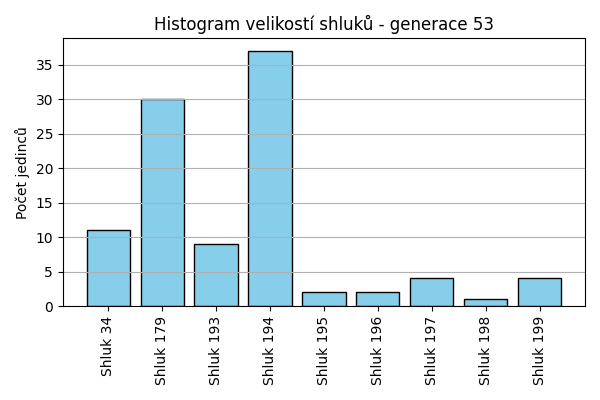 Histogram velikostí shluků - generace 53
Počet jedinců
35
30
25
20
15
10
5
0
Shluk 34
Shluk 179
Shluk 193
Shluk 194
Shluk 195
Shluk 196
Shluk 197
Shluk 198
Shluk 199